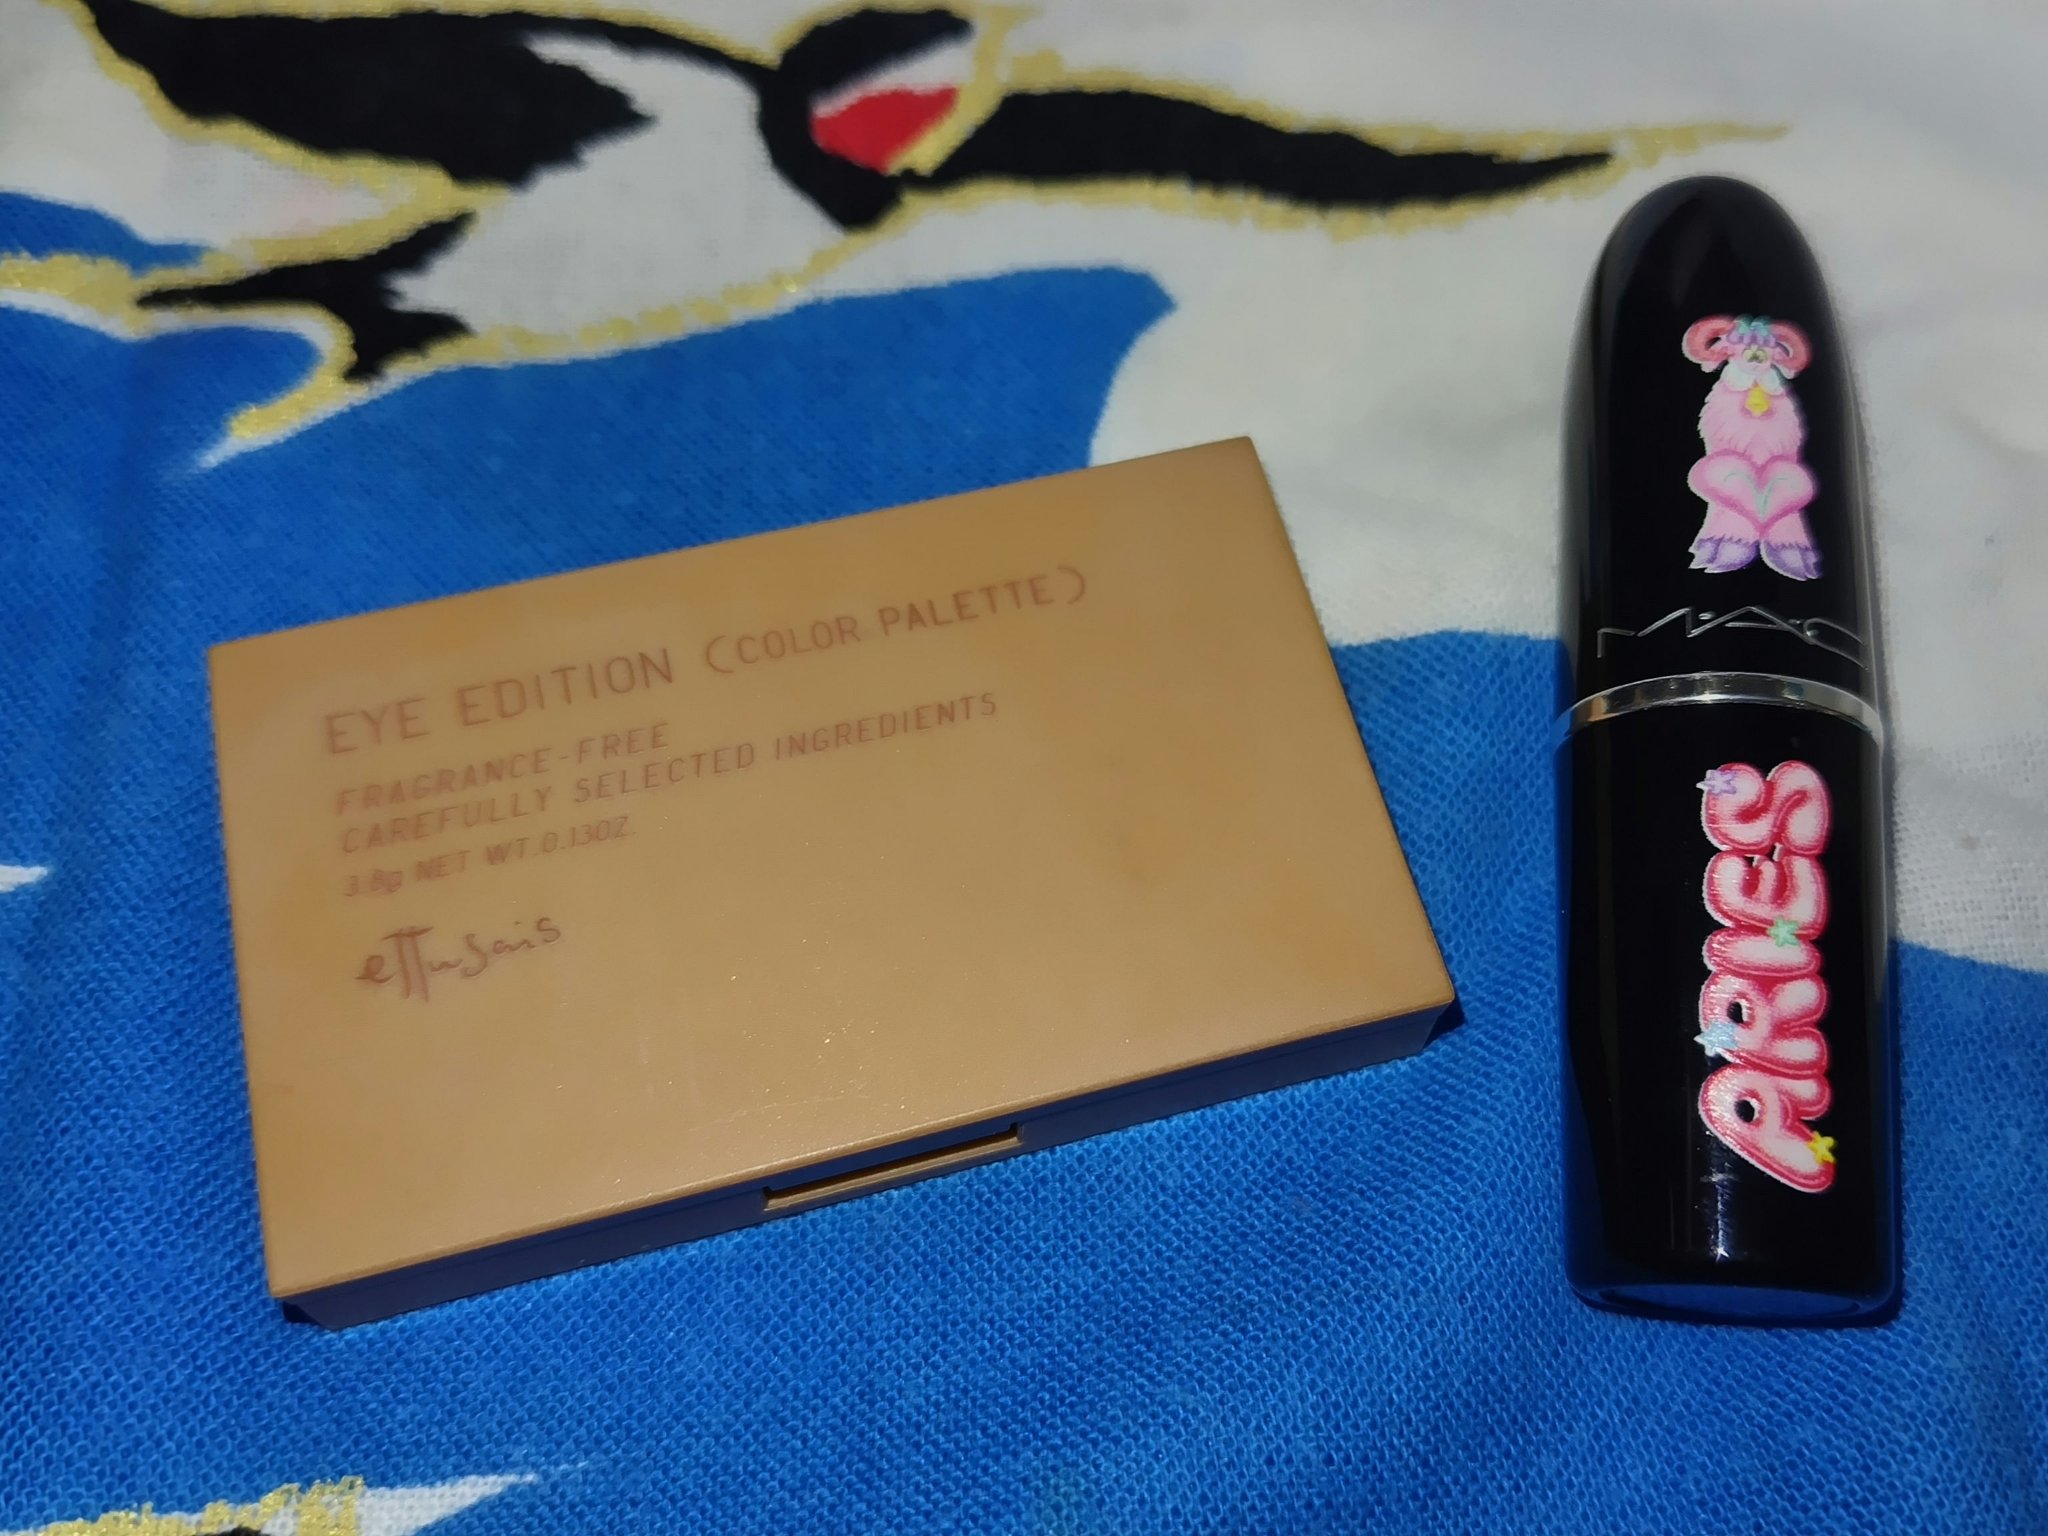 EYE EDITION (COLOR PALETTE)
FRAGRANCE-FREE
CAREFULLY SELECTED INGREDIENTS
3.8g NET WT.0.13OZ.
ettusais
M·A·C
ARIES